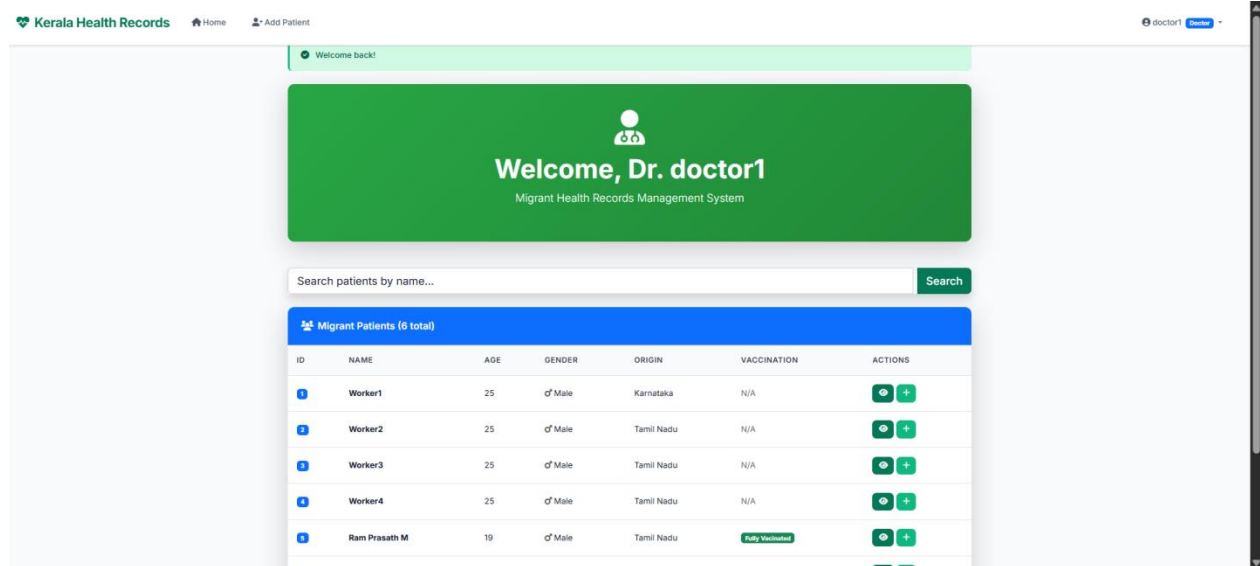 Kerala Health Records Home Add Patient doctor1 Doctor
Welcome back!
Welcome, Dr. doctor1
Migrant Health Records Management System
Search patients by name... Search
Migrant Patients (6 total)
ID NAME AGE GENDER ORIGIN VACCINATION ACTIONS
1 Worker1 25 Male Karnataka N/A
2 Worker2 25 Male Tamil Nadu N/A
3 Worker3 25 Male Tamil Nadu N/A
4 Worker4 25 Male Tamil Nadu N/A
5 Ram Prasath M 19 Male Tamil Nadu Fully Vaccinated